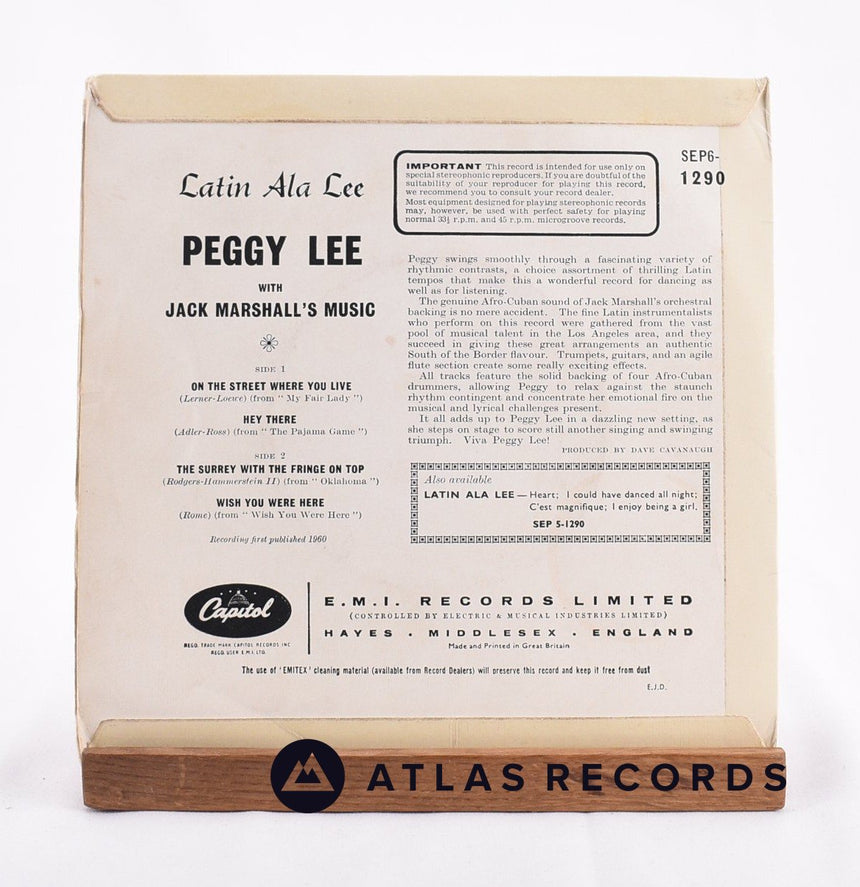 Latin Ala Lee
PEGGY LEE
WITH
JACK MARSHALL'S MUSIC
SIDE 1
ON THE STREET WHERE YOU LIVE
(Lerner-Loewe) (from " My Fair Lady ")
HEY THERE
(Adler-Ross) (from " The Pajama Game ")
SIDE 2
THE SURREY WITH THE FRINGE ON TOP
(Rodgers-Hammerstein II) (from " Oklahoma ")
WISH YOU WERE HERE
(Rome) (from " Wish You Were Here ")
Recording first published 1960
IMPORTANT This record is intended for use only on
special stereophonic reproducers. If you are doubtful of the
suitability of your reproducer for playing this record,
we recommend you to consult your record dealer.
Most equipment designed for playing stereophonic records
may, however, be used with perfect safety for playing
normal 33⅓ r.p.m. and 45 r.p.m. microgroove records.
SEP6-
1290
Peggy swings smoothly through a fascinating variety of
rhythmic contrasts, a choice assortment of thrilling Latin
tempos that make this a wonderful record for dancing as
well as for listening.
The genuine Afro-Cuban sound of Jack Marshall's orchestral
backing is no mere accident. The fine Latin instrumentalists
who perform on this record were gathered from the vast
pool of musical talent in the Los Angeles area, and they
succeed in giving these great arrangements an authentic
South of the Border flavour. Trumpets, guitars, and an agile
flute section create some really exciting effects.
All tracks feature the solid backing of four Afro-Cuban
drummers, allowing Peggy to relax against the staunch
rhythm contingent and concentrate her emotional fire on the
musical and lyrical challenges present.
It all adds up to Peggy Lee in a dazzling new setting, as
she steps on stage to score still another singing and swinging
triumph. Viva Peggy Lee!
PRODUCED BY DAVE CAVANAUGH
Also available
LATIN ALA LEE — Heart; I could have danced all night;
C'est magnifique; I enjoy being a girl.
SEP 5-1290
Capitol
REGD. TRADE MARK CAPITOL RECORDS INC
REGD. USER E.M.I. LTD.
E.M.I. RECORDS LIMITED
(CONTROLLED BY ELECTRIC & MUSICAL INDUSTRIES LIMITED)
HAYES . MIDDLESEX . ENGLAND
Made and Printed in Great Britain
The use of 'EMITEX' cleaning material (available from Record Dealers) will preserve this record and keep it free from dust
E.J.D.
ATLAS RECORDS